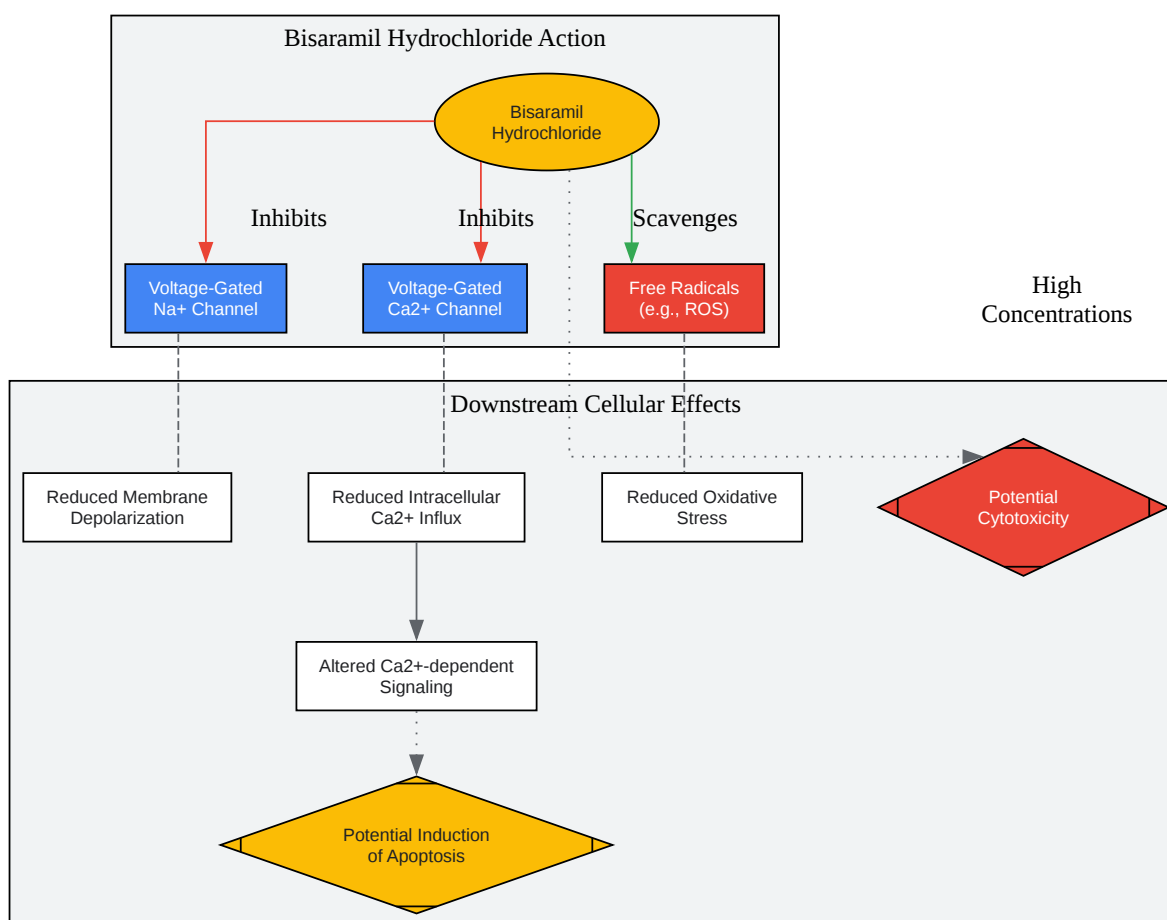 Bisaramil Hydrochloride Action
Bisaramil
Hydrochloride
Inhibits
Inhibits
Scavenges
Voltage-Gated
Na+ Channel
Voltage-Gated
Ca2+ Channel
Free Radicals
(e.g., ROS)
High
Concentrations
Downstream Cellular Effects
Reduced Membrane
Depolarization
Reduced Intracellular
Ca2+ Influx
Reduced Oxidative
Stress
Potential
Cytotoxicity
Altered Ca2+-dependent
Signaling
Potential Induction
of Apoptosis